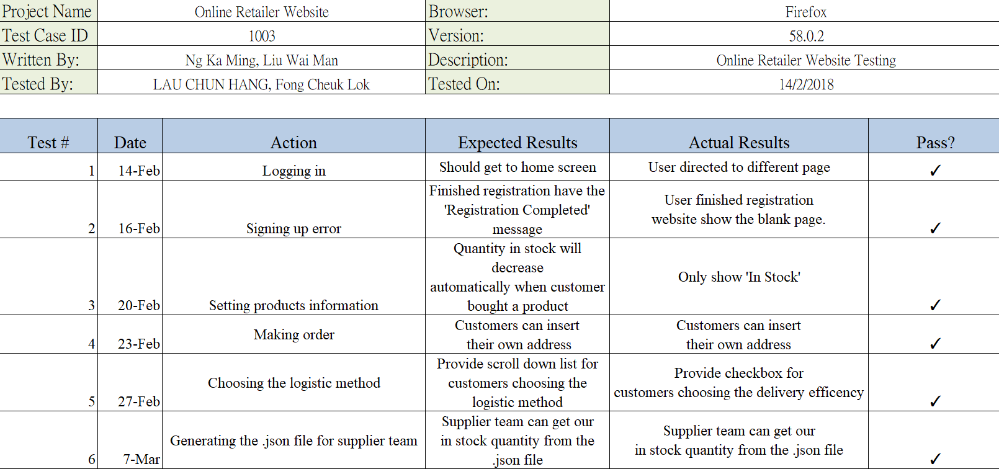 Project Name Online Retailer Website Browser: Firefox
Test Case ID 1003 Version: 58.0.2
Written By: Ng Ka Ming, Liu Wai Man Description: Online Retailer Website Testing
Tested By: LAU CHUN HANG, Fong Cheuk Lok Tested On: 14/2/2018
Test # Date Action Expected Results Actual Results Pass?
1 14-Feb Logging in Should get to home screen User directed to different page ✓
2 16-Feb Signing up error
Finished registration have the
'Registration Completed'
message
User finished registration
website show the blank page.
✓
3 20-Feb Setting products information
Quantity in stock will
decrease
automatically when customer
bought a product
Only show 'In Stock'
✓
4 23-Feb Making order
Customers can insert
their own address
Customers can insert
their own address
✓
5 27-Feb Choosing the logistic method
Provide scroll down list for
customers choosing the
logistic method
Provide checkbox for
customers choosing the delivery efficency
✓
6 7-Mar Generating the .json file for supplier team
Supplier team can get our
in stock quantity from the
.json file
Supplier team can get our
in stock quantity from the .json file
✓